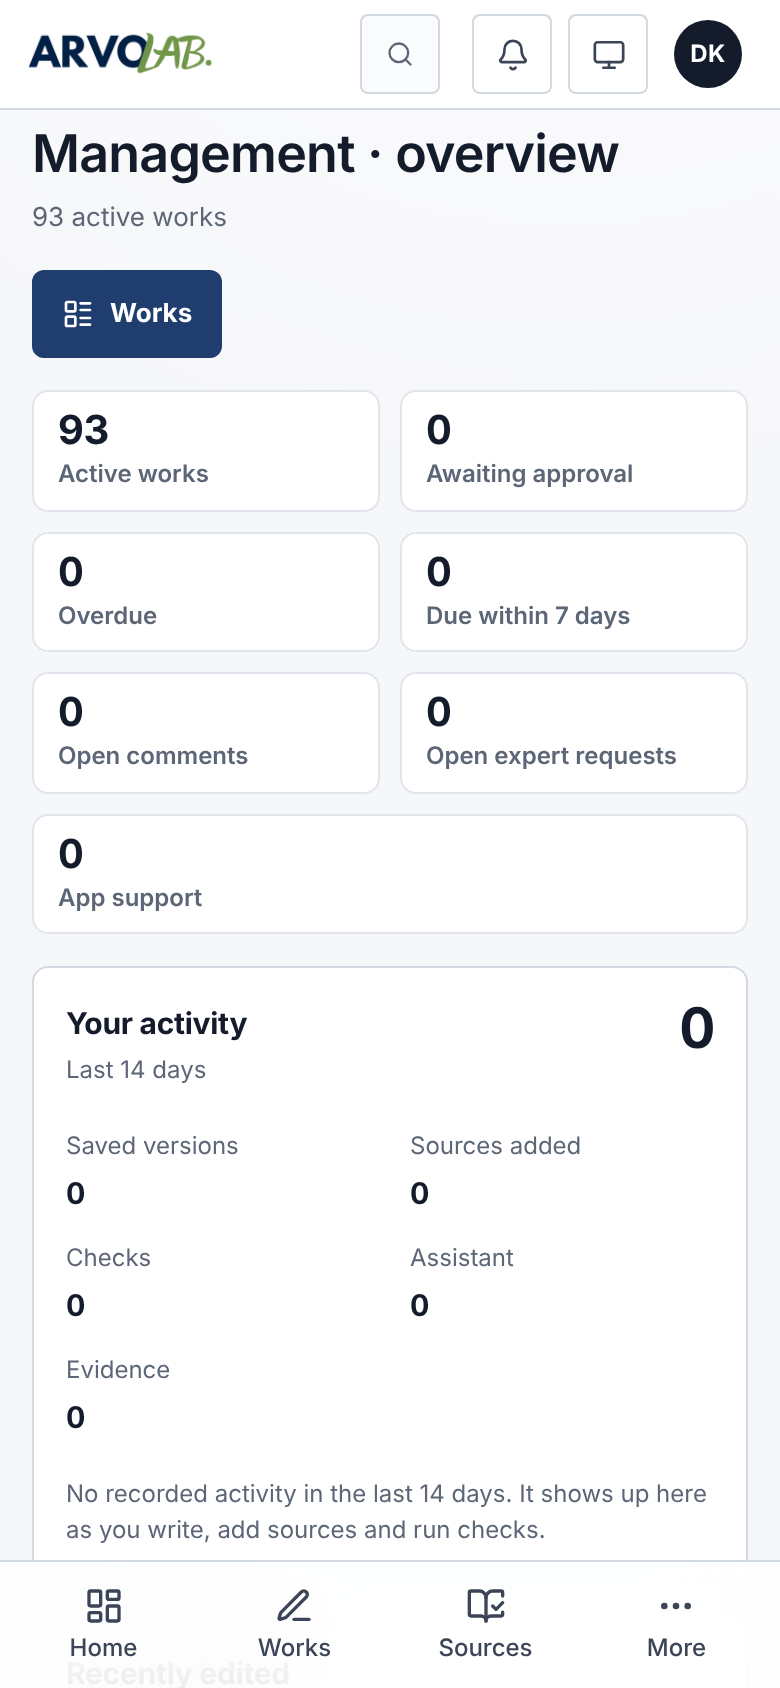 ARVOLAB.
DK
Management · overview
93 active works
Works
93
Active works
0
Awaiting approval
0
Overdue
0
Due within 7 days
0
Open comments
0
Open expert requests
0
App support
Your activity
0
Last 14 days
Saved versions
0
Sources added
0
Checks
0
Assistant
0
Evidence
0
No recorded activity in the last 14 days. It shows up here
as you write, add sources and run checks.
Home
Works
Sources
More
Recently edited